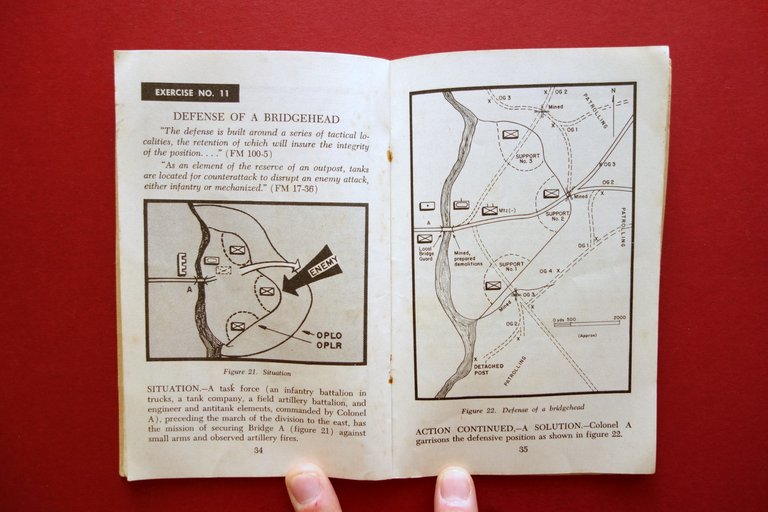 EXERCISE NO. 11
DEFENSE OF A BRIDGEHEAD
"The defense is built around a series of tactical lo-
calities, the retention of which will insure the integrity
of the position. . . ." (FM 100-5)
"As an element of the reserve of an outpost, tanks
are located for counterattack to disrupt an enemy attack,
either infantry or mechanized." (FM 17-36)
ENEMY
A
OPLO
OPLR
Figure 21. Situation
SITUATION.—A task force (an infantry battalion in
trucks, a tank company, a field artillery battalion, and
engineer and antitank elements, commanded by Colonel
A), preceding the march of the division to the east, has
the mission of securing Bridge A (figure 21) against
small arms and observed artillery fires.
34
X
OG 3
X
Mined
PATROLLING
N
OG 1
X
SUPPORT
No. 3
OG 3
X
OG 2
X
Mined
Mtz(-)
SUPPORT
No. 2
A
PATROLLING
Local
Bridge
Guard
Mined,
prepared
demolitions
OG 1
X
SUPPORT
No. 1
OG 4
X
X
OG 3
Mined
OG 2
X
0 yds 500 2000
(Approx)
X
DETACHED
POST
PATROLLING
Figure 22. Defense of a bridgehead
ACTION CONTINUED.—A SOLUTION.—Colonel A
garrisons the defensive position as shown in figure 22.
35